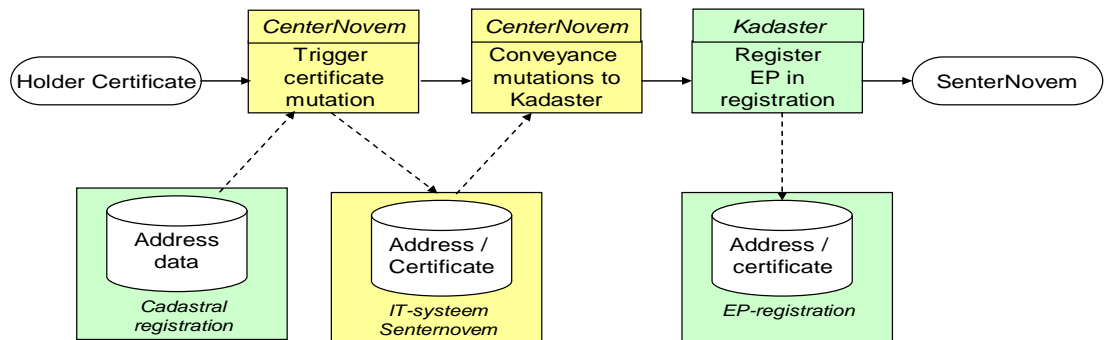 CenterNovem
CenterNovem
Kadaster
Holder Certificate
Trigger
certificate
mutation
Conveyance
mutations to
Kadaster
Register
EP in
registration
SenterNovem
Address
data
Cadastral
registration
Address /
Certificate
IT-systeem
Senternovem
Address /
certificate
EP-registration